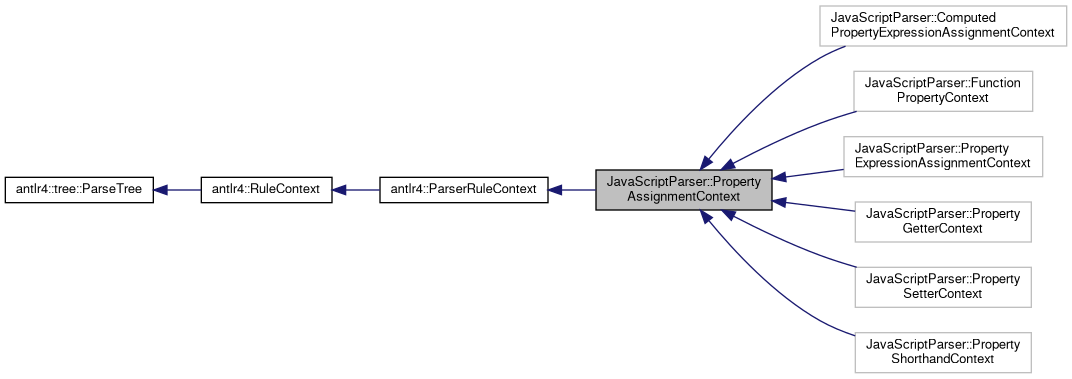 JavaScriptParser::Computed
PropertyExpressionAssignmentContext
JavaScriptParser::Function
PropertyContext
JavaScriptParser::Property
ExpressionAssignmentContext
antlr4::tree::ParseTree
antlr4::RuleContext
antlr4::ParserRuleContext
JavaScriptParser::Property
AssignmentContext
JavaScriptParser::Property
GetterContext
JavaScriptParser::Property
SetterContext
JavaScriptParser::Property
ShorthandContext